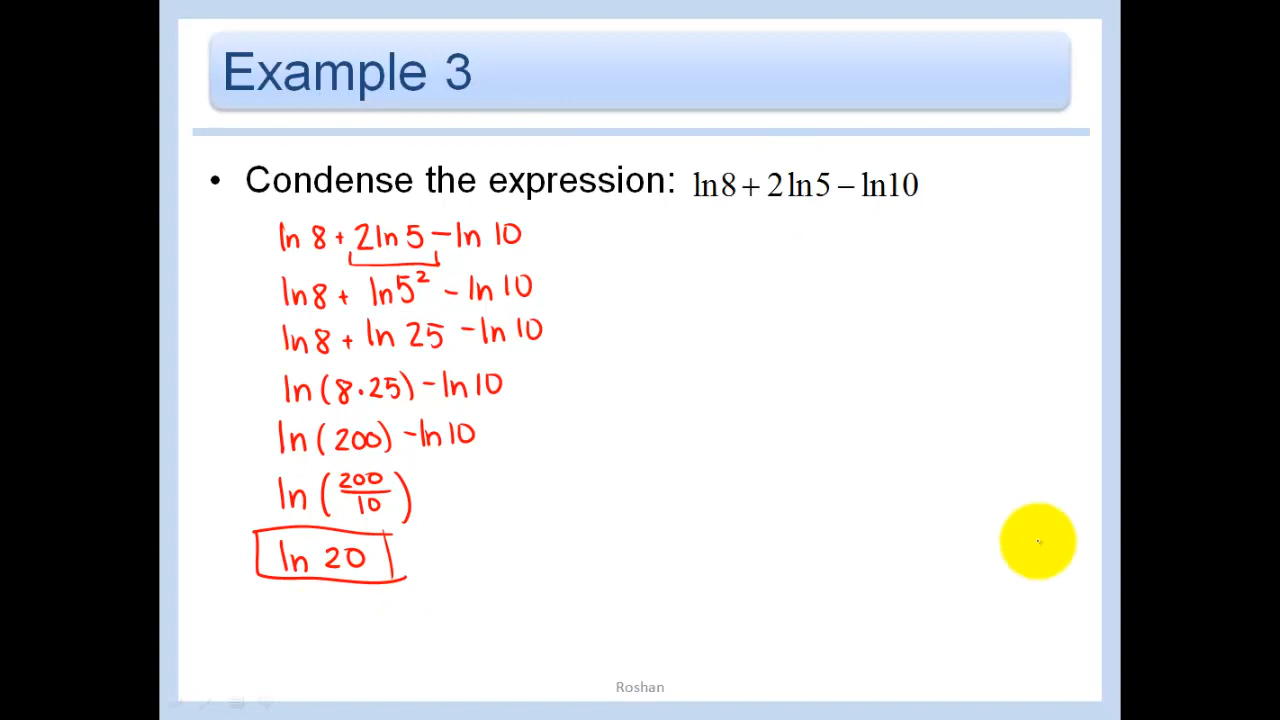 Example 3
• Condense the expression: ln8 + 2ln5 − ln10
ln 8 + 2ln 5 − ln 10
ln8 + ln5² − ln 10
ln8 + ln 25 − ln 10
ln(8·25) − ln 10
ln(200) − ln 10
ln(200/10)
ln 20
Roshan